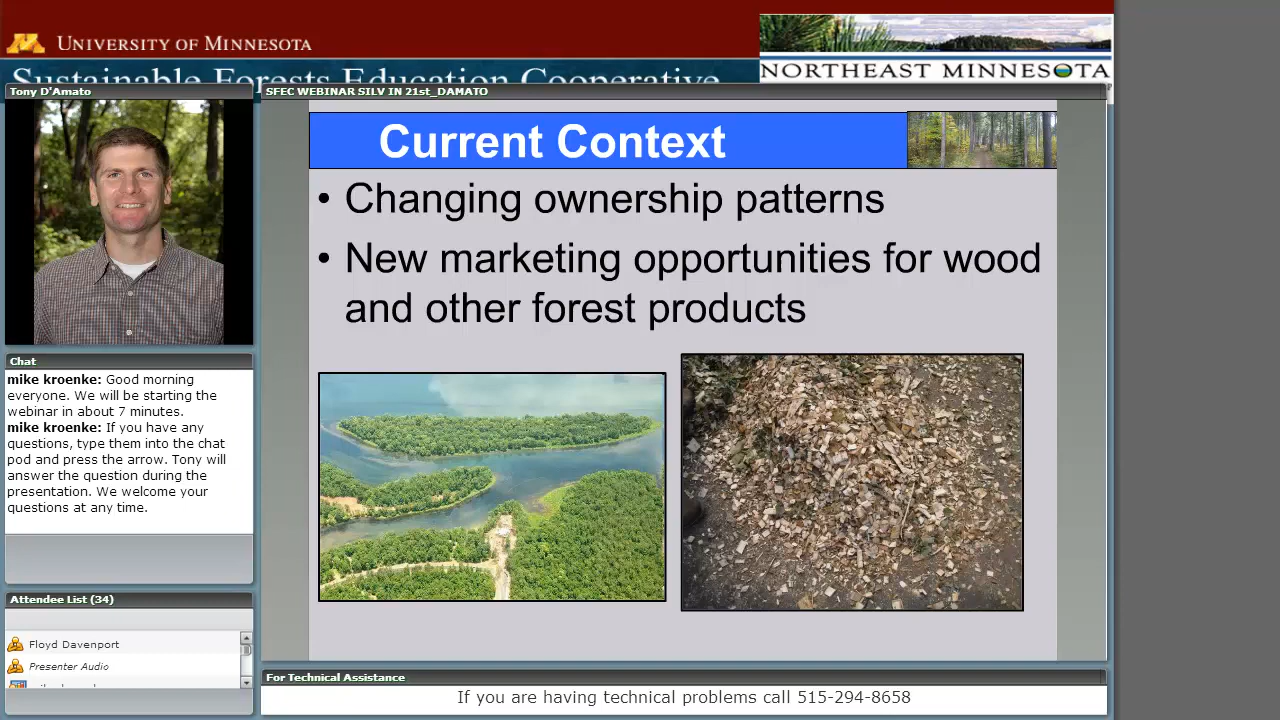 UNIVERSITY OF MINNESOTA
Sustainable Forests Education Cooperative
NORTHEAST MINNESOTA
Tony D'Amato
SFEC WEBINAR SILV IN 21st_DAMATO
Current Context
• Changing ownership patterns
• New marketing opportunities for wood
and other forest products
Chat
mike kroenke: Good morning
everyone. We will be starting the
webinar in about 7 minutes.
mike kroenke: If you have any
questions, type them into the chat
pod and press the arrow. Tony will
answer the question during the
presentation. We welcome your
questions at any time.
Attendee List (34)
Floyd Davenport
Presenter Audio
For Technical Assistance
If you are having technical problems call 515-294-8658